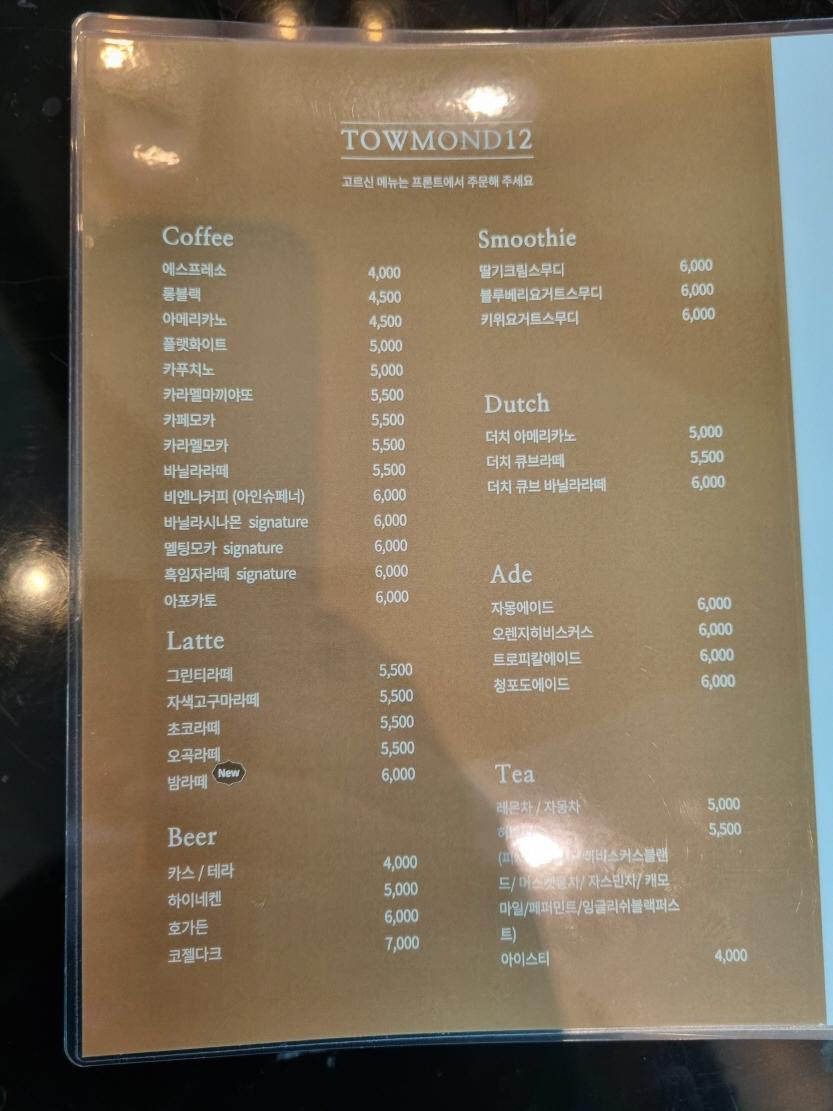 TOWMOND12
고르신 메뉴는 프론트에서 주문해 주세요
Coffee
에스프레소 4,000
롱블랙 4,500
아메리카노 4,500
플랫화이트 5,000
카푸치노 5,000
카라멜마끼야또 5,500
카페모카 5,500
카라멜모카 5,500
바닐라라떼 5,500
비엔나커피 (아인슈페너) 6,000
바닐라시나몬 signature 6,000
멜팅모카 signature 6,000
흑임자라떼 signature 6,000
아포카토 6,000
Latte
그린티라떼 5,500
자색고구마라떼 5,500
초코라떼 5,500
오곡라떼 5,500
밤라떼 New 6,000
Beer
카스 / 테라 4,000
하이네켄 5,000
호가든 6,000
코젤다크 7,000
Smoothie
딸기크림스무디 6,000
블루베리요거트스무디 6,000
키위요거트스무디 6,000
Dutch
더치 아메리카노 5,000
더치 큐브라떼 5,500
더치 큐브 바닐라라떼 6,000
Ade
자몽에이드 6,000
오렌지히비스커스 6,000
트로피칼에이드 6,000
청포도에이드 6,000
Tea
레몬차 / 자몽차 5,000
5,500
히비스커스블랜
드/ 자스민차/ 캐모
마일/페퍼민트/잉글리쉬블랙퍼스
트)
아이스티 4,000